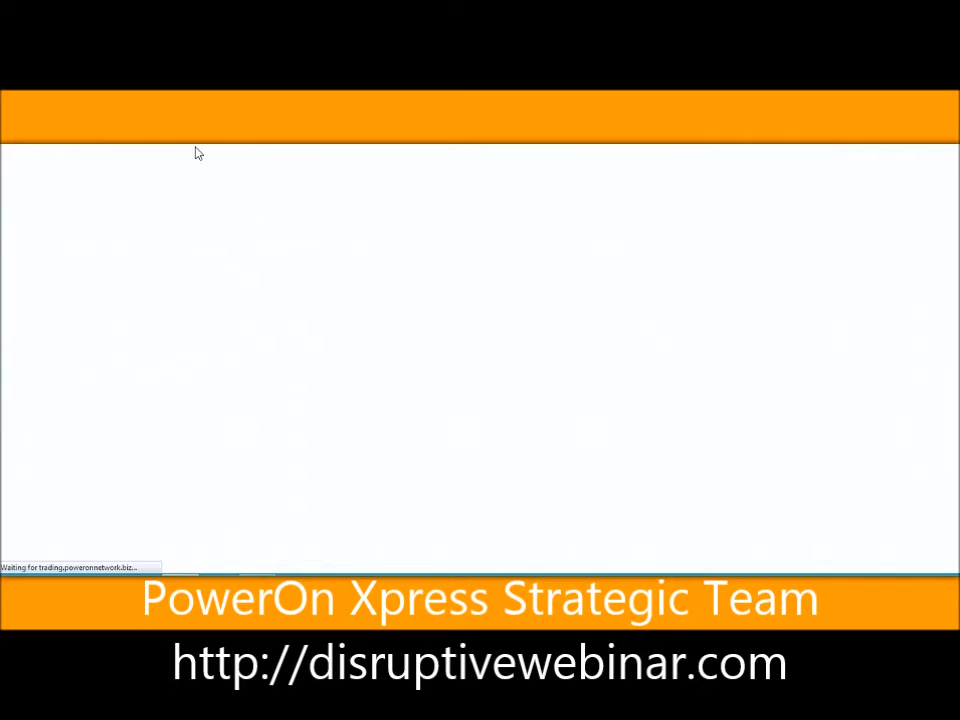 Waiting for trading.poweronnetwork.biz...
PowerOn Xpress Strategic Team
http://disruptivewebinar.com